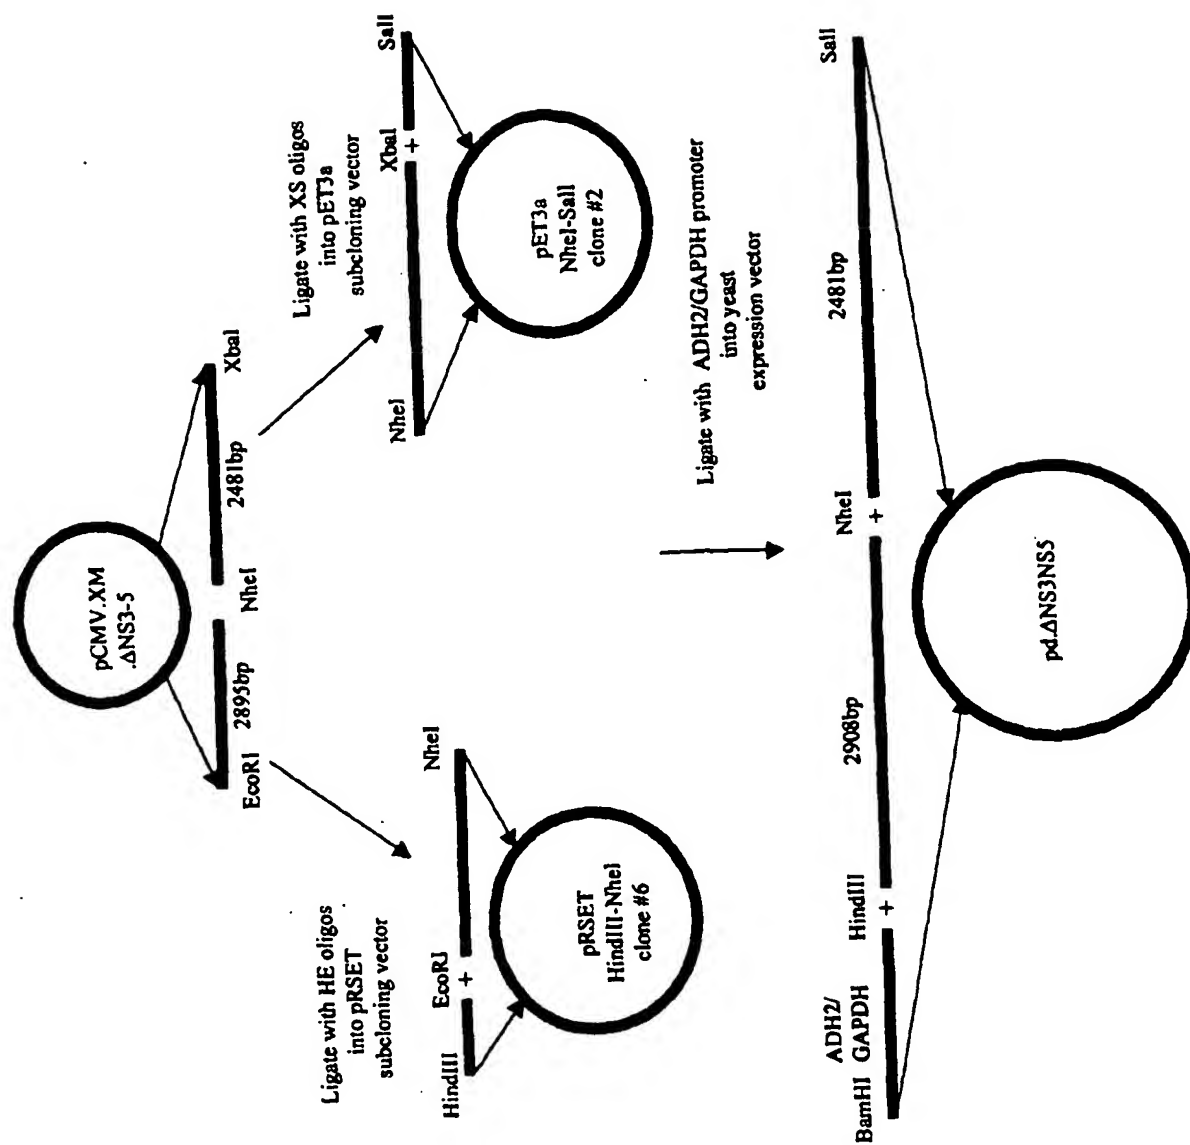 pCMV.XM
.ΔNS3-5
EcoRI
2895bp
NheI
2481bp
XbaI
Ligate with HE oligos
into pRSET
subcloning vector
HindIII
EcoRI
+
NheI
pRSET
HindIII-NheI
clone #6
Ligate with XS oligos
into pET3a
subcloning vector
NheI
XbaI
+
SalI
pET3a
NheI-SalI
clone #2
Ligate with ADH2/GAPDH promoter
into yeast
expression vector
BamHI
ADH2/
GAPDH
HindIII
+
2908bp
NheI
+
2481bp
SalI
pd.ΔNS3NS5